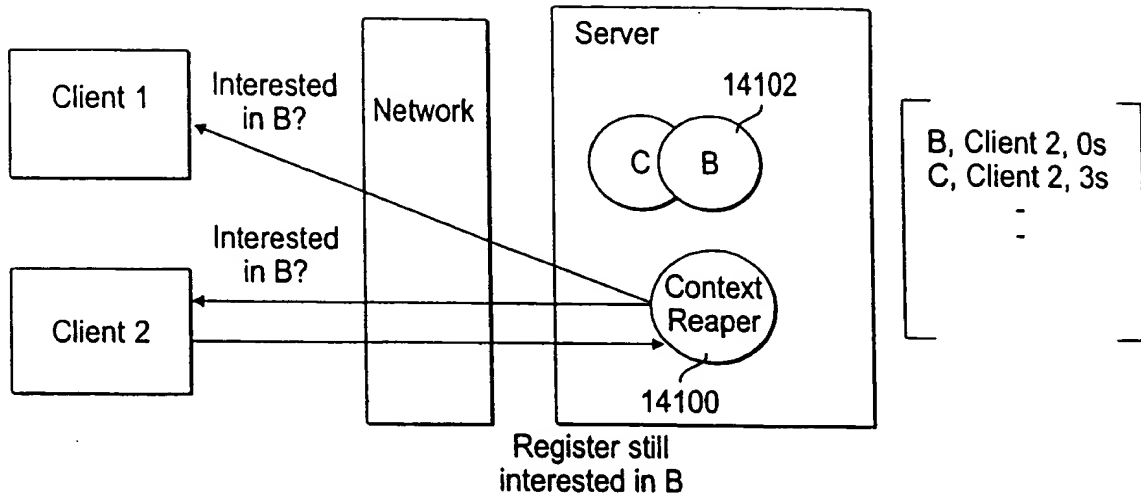 Server
Client 1
Interested
in B?
Network
14102
C
B
B, Client 2, 0s
C, Client 2, 3s
-
-
Interested
in B?
Client 2
Context
Reaper
14100
Register still
interested in B